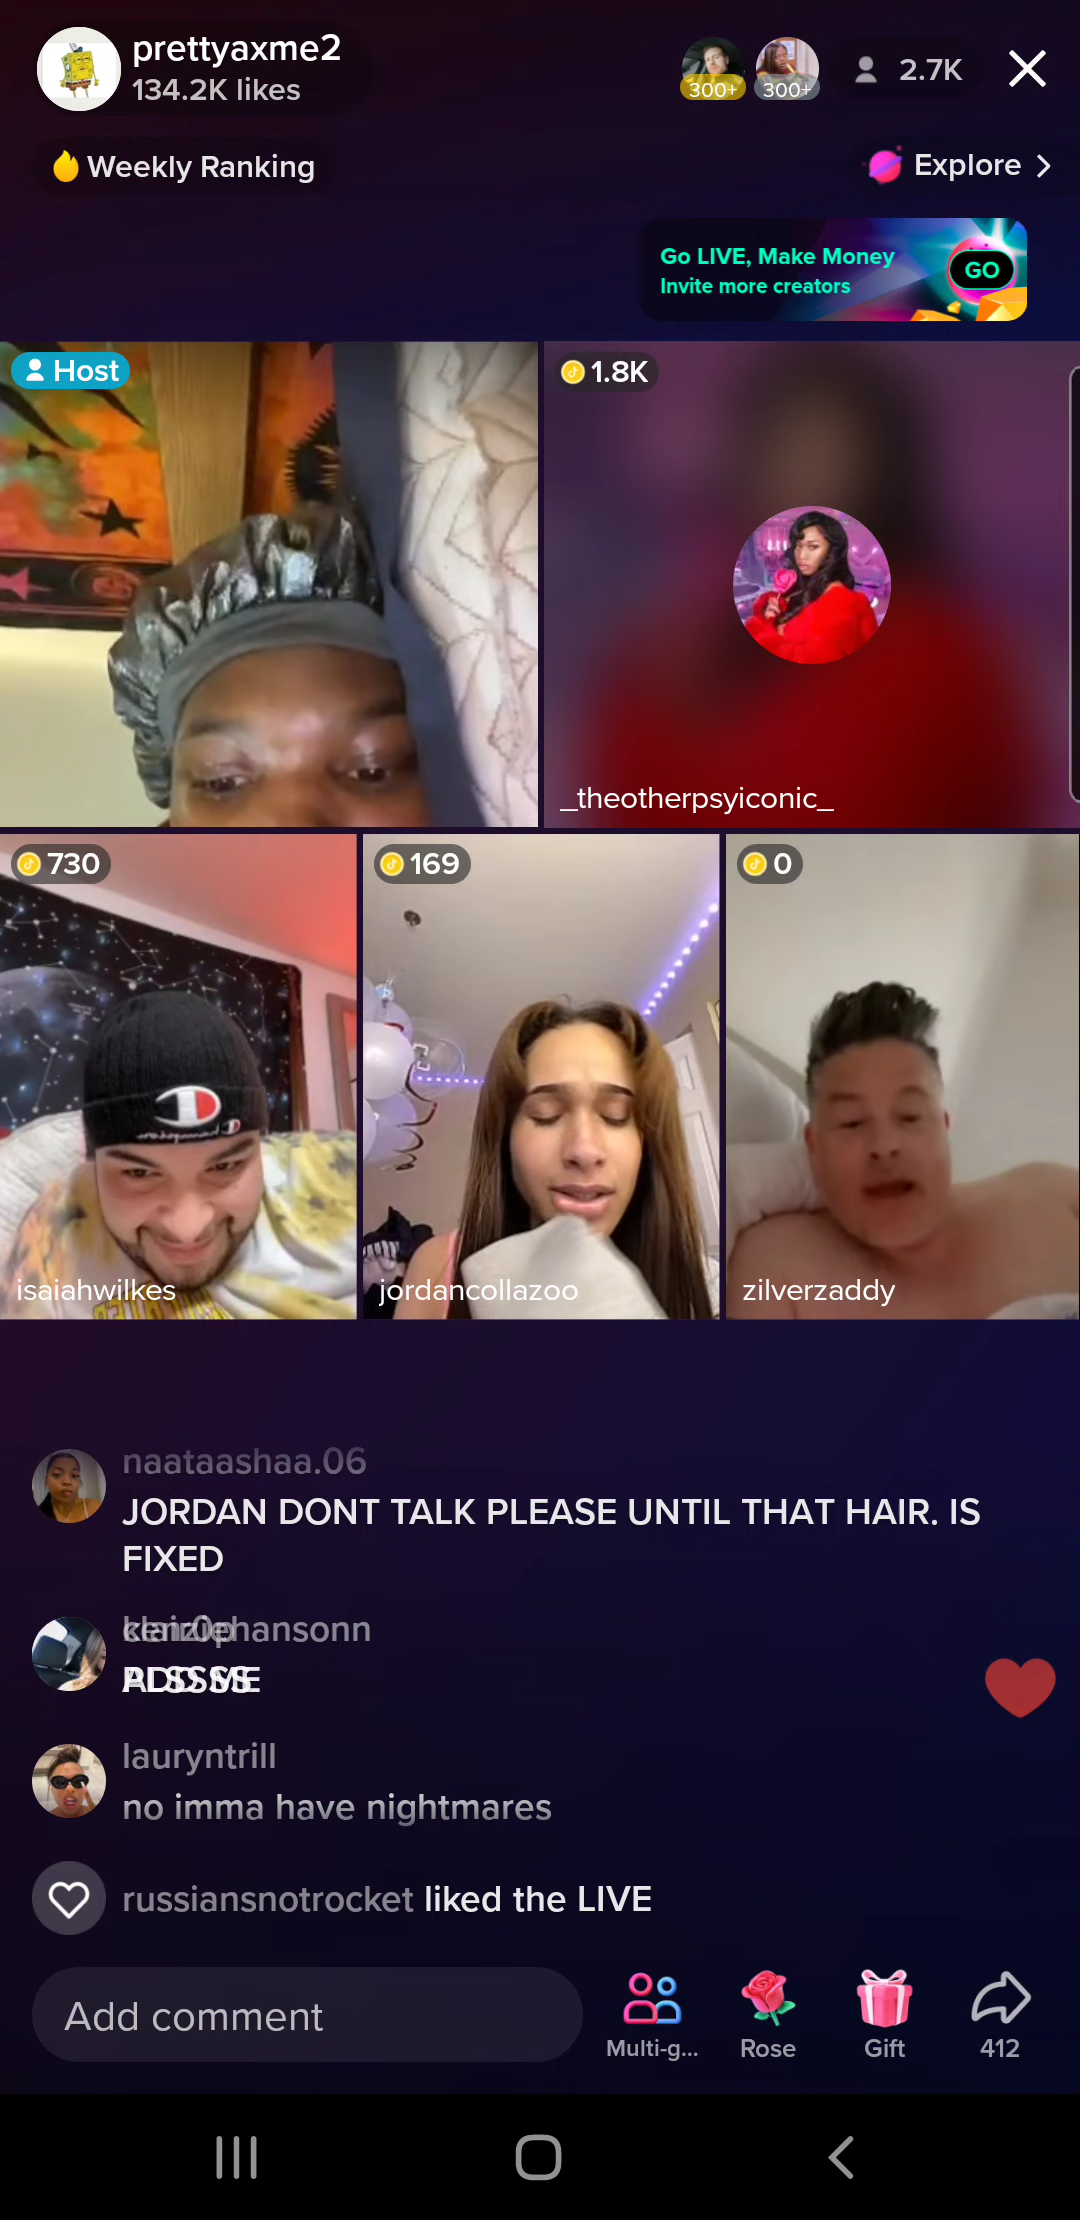 prettyaxme2
134.2K likes
300+
300+
2.7K
Weekly Ranking
Explore >
Go LIVE, Make Money
Invite more creators
GO
Host
1.8K
_theotherpsyiconic_
730
169
0
isaiahwilkes
jordancollazoo
zilverzaddy
naataashaa.06
JORDAN DONT TALK PLEASE UNTIL THAT HAIR. IS
FIXED
lauryntrill
no imma have nightmares
russiansnotrocket liked the LIVE
Add comment
Multi-g...
Rose
Gift
412